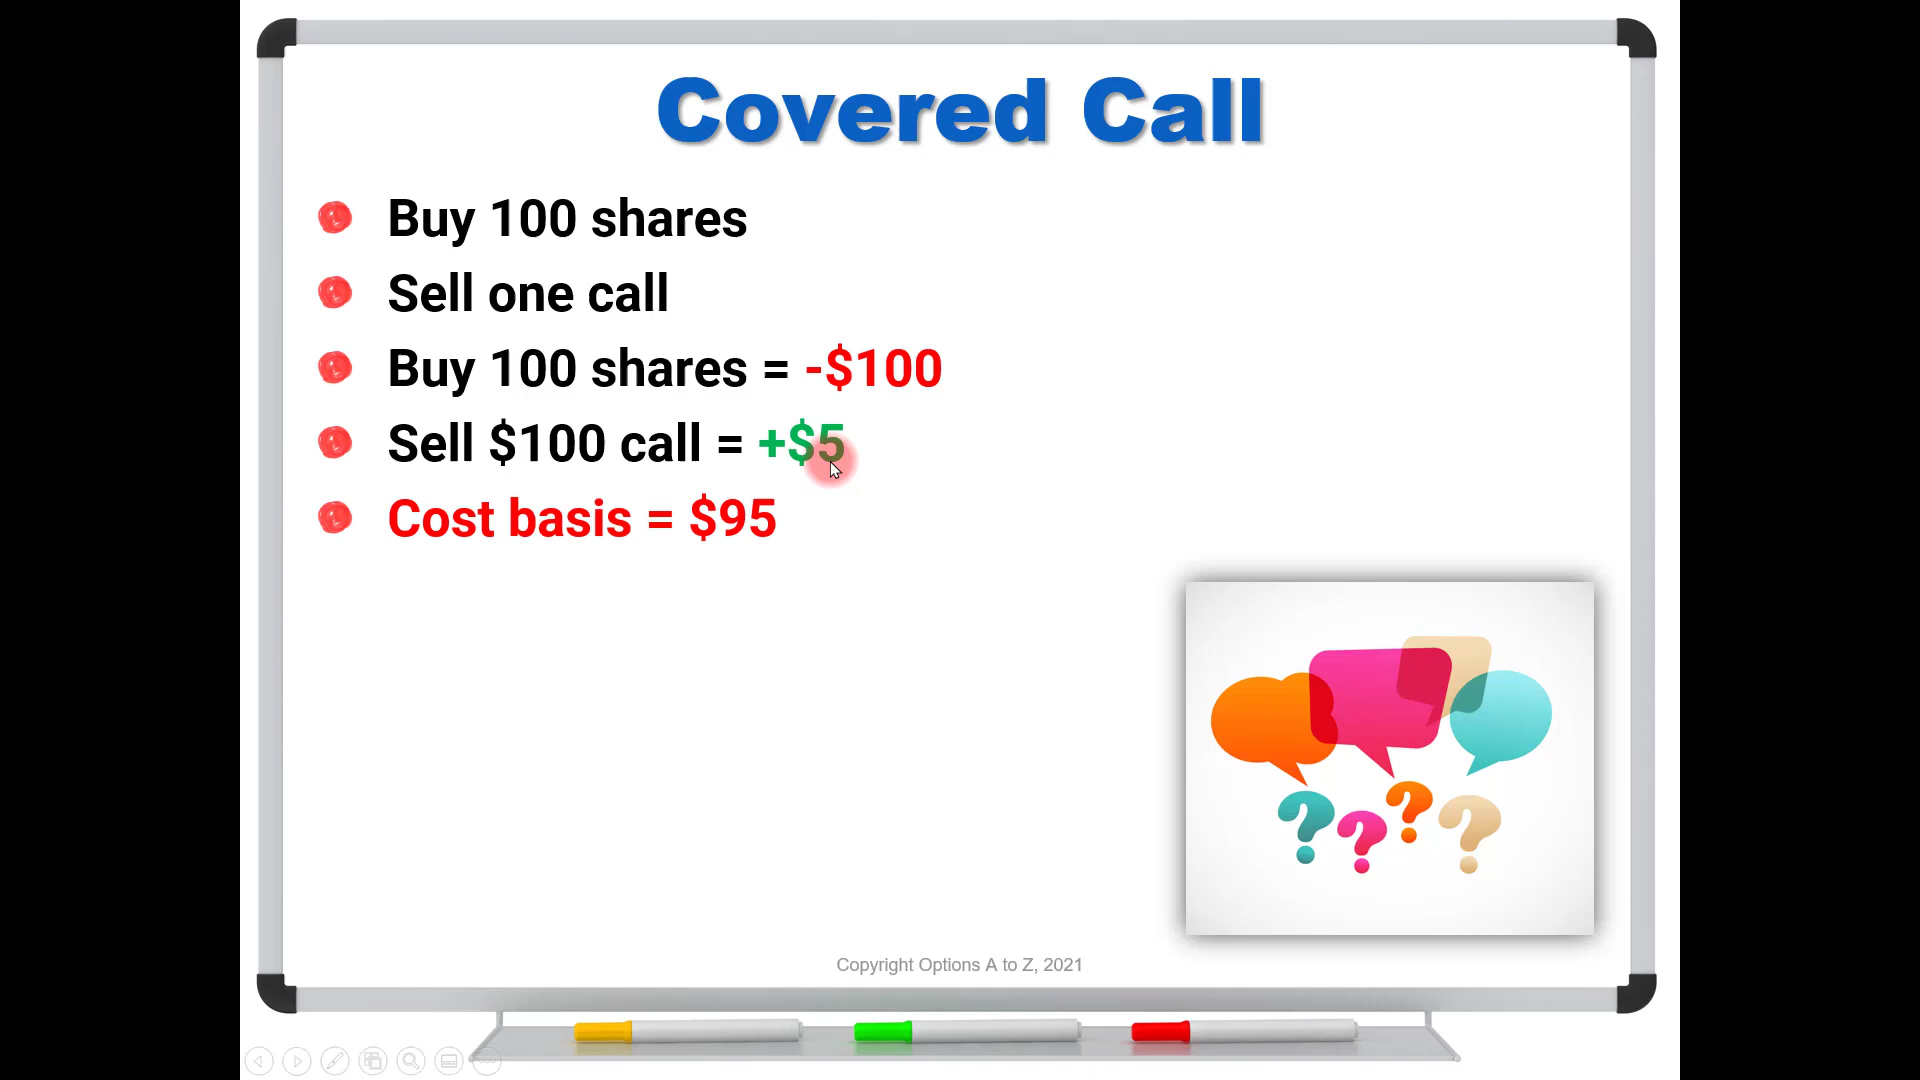 Covered Call
Buy 100 shares
Sell one call
Buy 100 shares = -$100
Sell $100 call = +$5
Cost basis = $95
? ? ? ?
Copyright Options A to Z, 2021